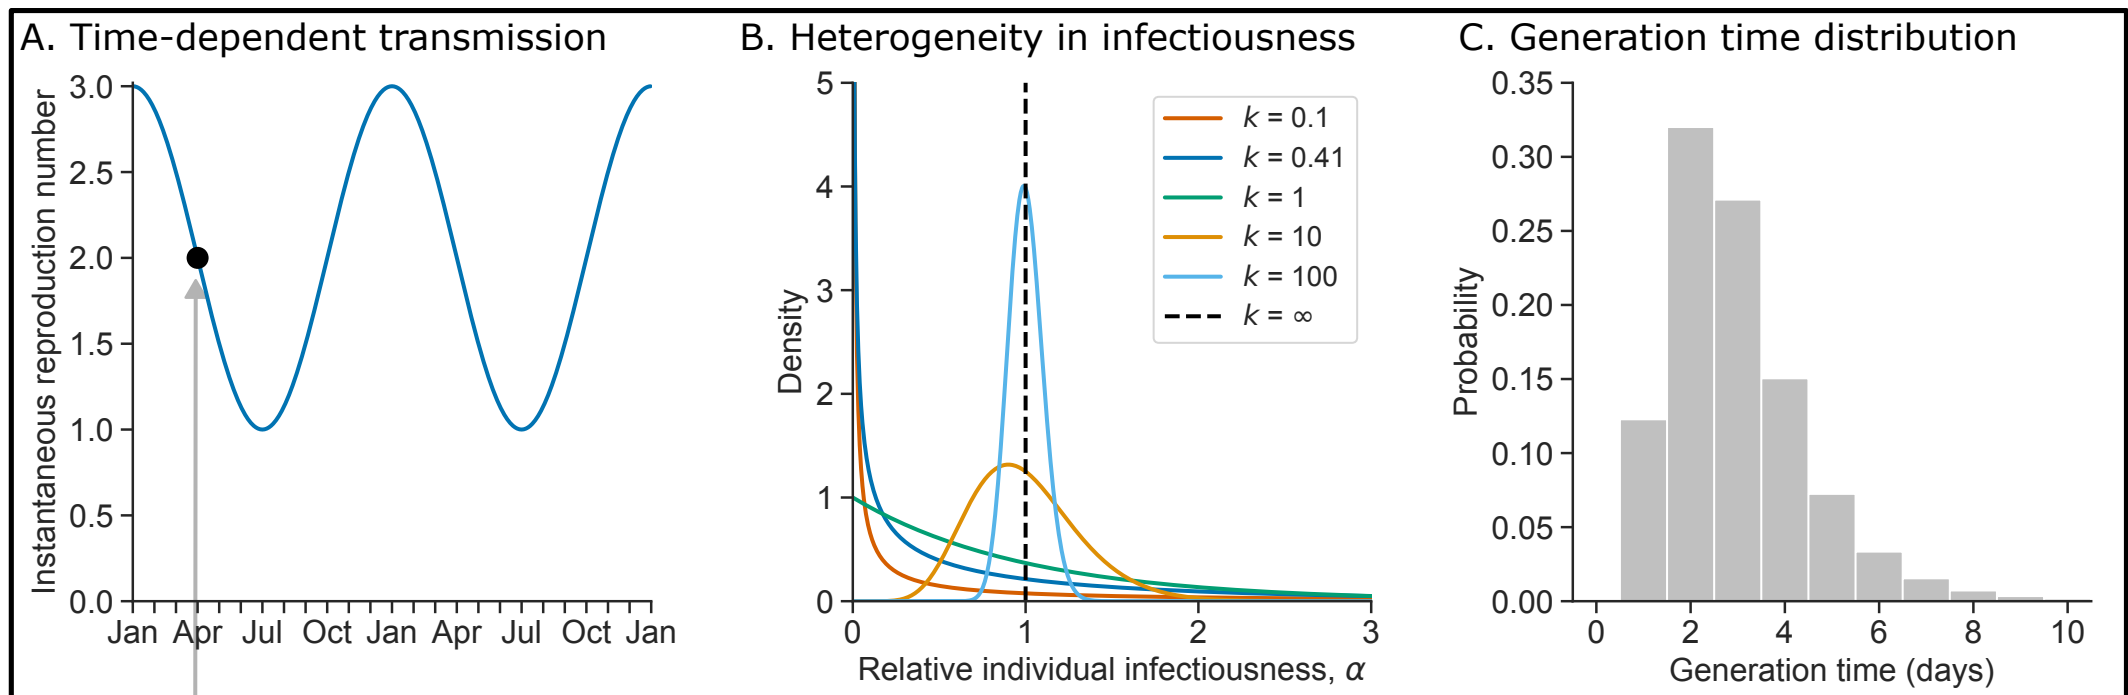 A. Time-dependent transmission
Instantaneous reproduction number
3.0
2.5
2.0
1.5
1.0
0.5
0.0
Jan Apr Jul Oct Jan Apr Jul Oct Jan
B. Heterogeneity in infectiousness
Density
5
4
3
2
1
0
0 1 2 3
Relative individual infectiousness, α
k = 0.1
k = 0.41
k = 1
k = 10
k = 100
k = ∞
C. Generation time distribution
Probability
0.35
0.30
0.25
0.20
0.15
0.10
0.05
0.00
0 2 4 6 8 10
Generation time (days)